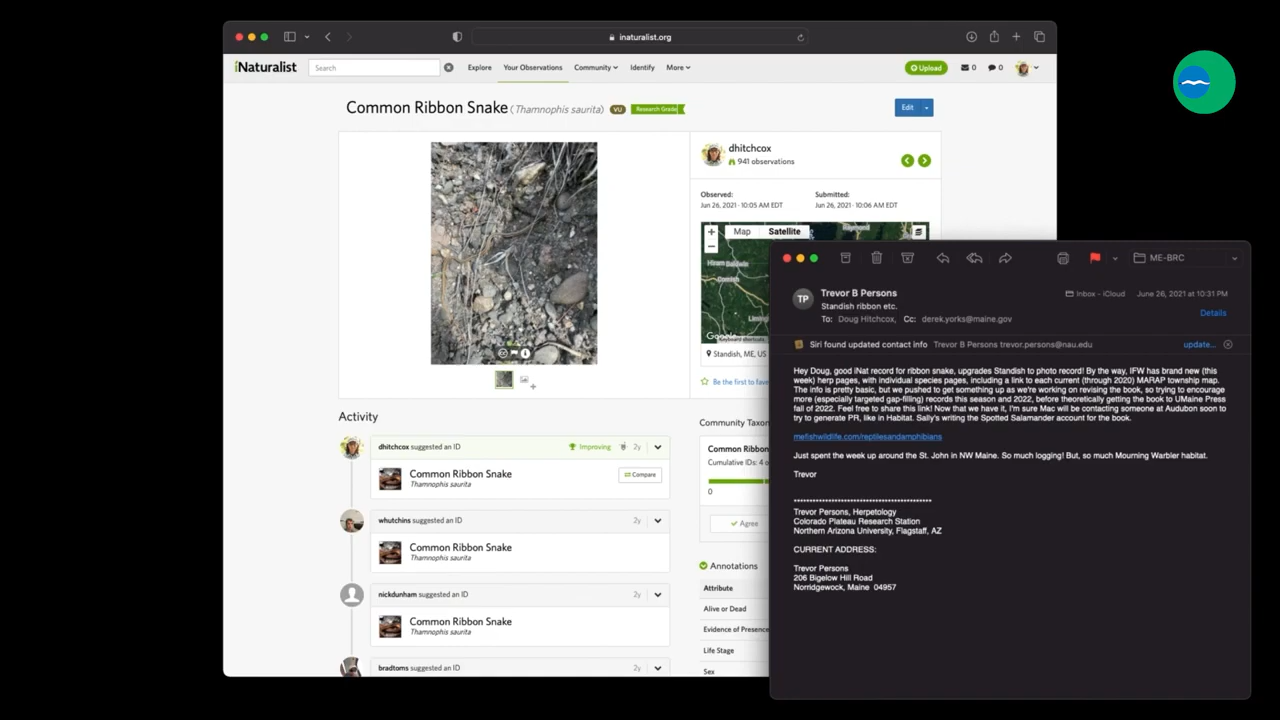 inaturalist.org
iNaturalist
Search
Explore
Your Observations
Community
Identify
More
Upload
0
0
Common Ribbon Snake (Thamnophis saurita)
VU
Research Grade
Edit
dhitchcox
941 observations
Observed:
Submitted:
Jun 26, 2021 · 10:05 AM EDT
Jun 26, 2021 · 10:06 AM EDT
Map
Satellite
Raymond
Hiram
Baldwin
Cornish
Google
Keyboard shortcuts
Standish, ME, US
Be the first to fave
Activity
dhitchcox suggested an ID
Improving
2y
Common Ribbon Snake
Thamnophis saurita
Compare
whutchins suggested an ID
2y
Common Ribbon Snake
Thamnophis saurita
nickdunham suggested an ID
2y
Common Ribbon Snake
Thamnophis saurita
bradtoms suggested an ID
2y
Community Taxon
Common Ribbon
Cumulative IDs: 4 o
0
Agree
Annotations
Attribute
Alive or Dead
Evidence of Presence
Life Stage
Sex
ME-BRC
TP
Trevor B Persons
Inbox - iCloud
June 26, 2021 at 10:31 PM
Standish ribbon etc.
Details
To: Doug Hitchcox, Cc: derek.yorks@maine.gov
Siri found updated contact info Trevor B Persons trevor.persons@nau.edu
update...
Hey Doug, good iNat record for ribbon snake, upgrades Standish to photo record! By the way, IFW has brand new (this
week) herp pages, with individual species pages, including a link to each current (through 2020) MARAP township map.
The info is pretty basic, but we pushed to get something up as we're working on revising the book, so trying to encourage
more (especially targeted gap-filling) records this season and 2022, before theoretically getting the book to UMaine Press
fall of 2022. Feel free to share this link! Now that we have it, I'm sure Mac will be contacting someone at Audubon soon to
try to generate PR, like in Habitat. Sally's writing the Spotted Salamander account for the book.
mefishwildlife.com/reptilesandamphibians
Just spent the week up around the St. John in NW Maine. So much logging! But, so much Mourning Warbler habitat.
Trevor
********************************************
Trevor Persons, Herpetology
Colorado Plateau Research Station
Northern Arizona University, Flagstaff, AZ
CURRENT ADDRESS:
Trevor Persons
206 Bigelow Hill Road
Norridgewock, Maine 04957